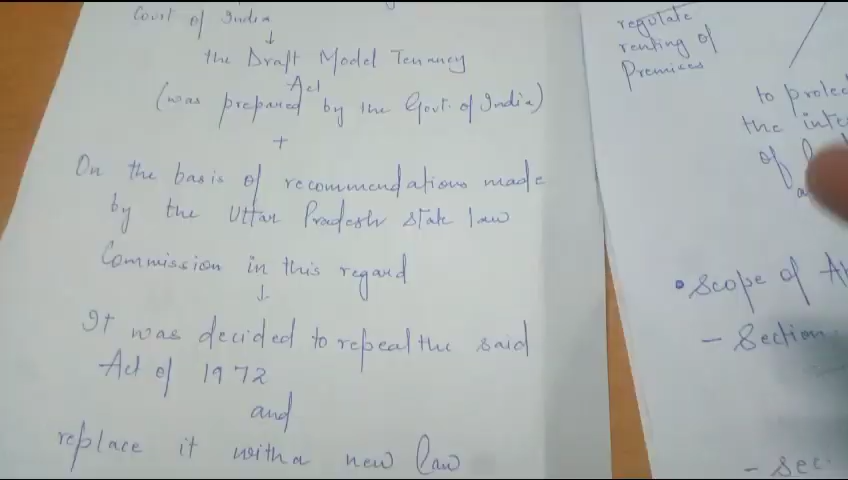 Court of India
↓
the Draft Model Tenancy
Act
(was prepared by the Govt. of India)
+
On the basis of recommendations made
by the Uttar Pradesh State law
Commission in this regard
↓
It was decided to repeal the said
Act of 1972
and
replace it with a new law
regulate
renting of
Premises
to protec
the inte
of
• Scope of A
- Section
- sec